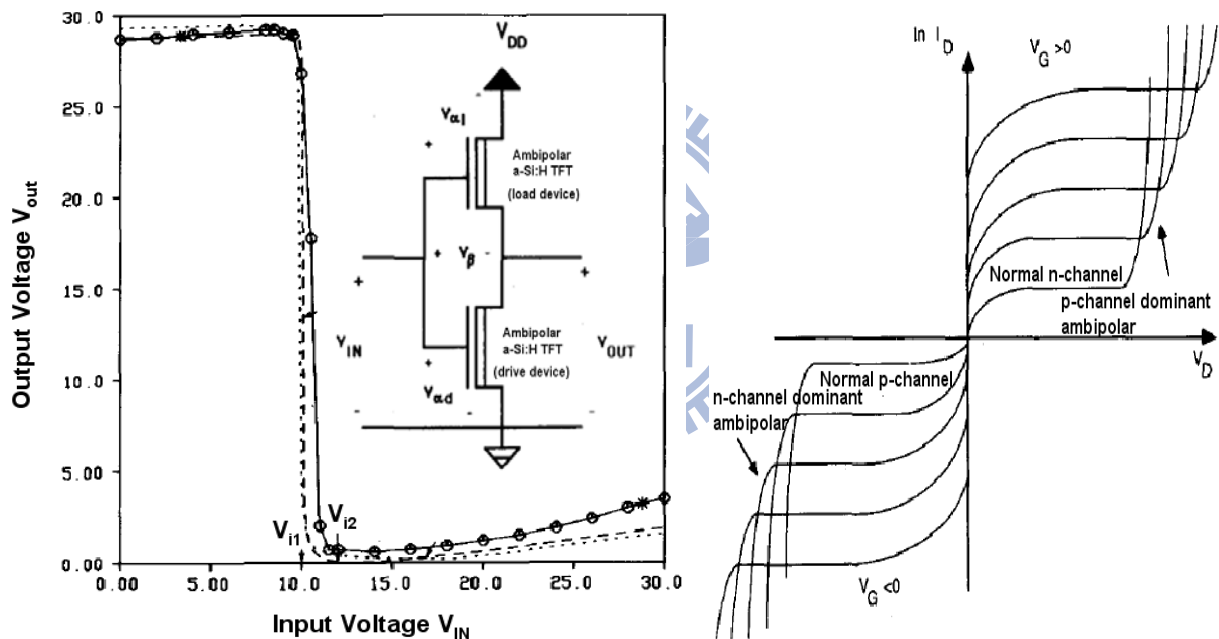 30.0
25.0
20.0
15.0
10.0
5.00
0.00
0.00
5.00
10.0
15.0
20.0
25.0
30.0
Output Voltage Vout
Input Voltage VIN
Vi1
Vi2
VDD
Vαl
Ambipolar
a-Si:H TFT
(load device)
Vβ
Ambipolar
a-Si:H TFT
(drive device)
VIN
VOUT
Vαd
ln ID
VG >0
Normal n-channel
p-channel dominant
ambipolar
VD
Normal p-channel
n-channel dominant
ambipolar
VG <0